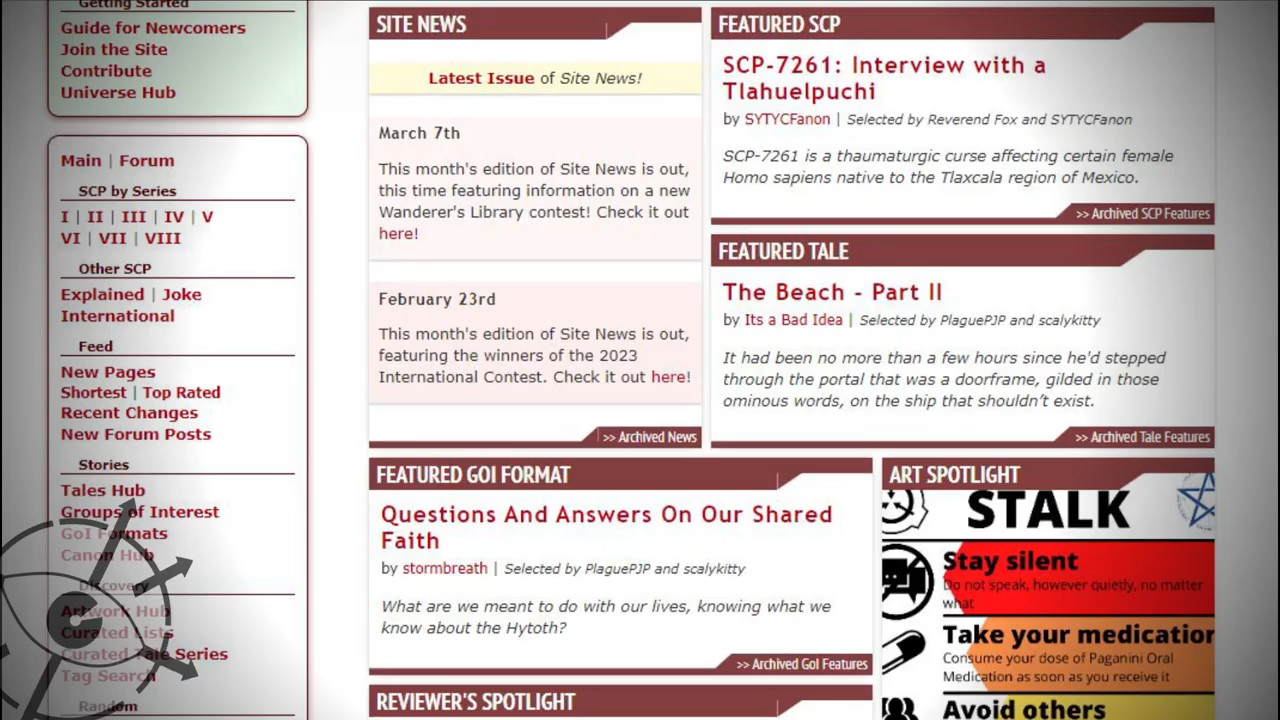 Getting Started
Guide for Newcomers
Join the Site
Contribute
Universe Hub
Main | Forum
SCP by Series
I | II | III | IV | V
VI | VII | VIII
Other SCP
Explained | Joke
International
Feed
New Pages
Shortest | Top Rated
Recent Changes
New Forum Posts
Stories
Tales Hub
Groups of Interest
GoI Formats
Canon Hub
Discovery
Artwork Hub
Curated Lists
Curated Tale Series
Tag Search
Random
SITE NEWS
Latest Issue of Site News!
March 7th
This month's edition of Site News is out,
this time featuring information on a new
Wanderer's Library contest! Check it out
here!
February 23rd
This month's edition of Site News is out,
featuring the winners of the 2023
International Contest. Check it out here!
>> Archived News
FEATURED SCP
SCP-7261: Interview with a
Tlahuelpuchi
by SYTYCFanon | Selected by Reverend Fox and SYTYCFanon
SCP-7261 is a thaumaturgic curse affecting certain female
Homo sapiens native to the Tlaxcala region of Mexico.
>> Archived SCP Features
FEATURED TALE
The Beach - Part II
by Its a Bad Idea | Selected by PlaguePJP and scalykitty
It had been no more than a few hours since he'd stepped
through the portal that was a doorframe, gilded in those
ominous words, on the ship that shouldn’t exist.
>> Archived Tale Features
FEATURED GOI FORMAT
Questions And Answers On Our Shared
Faith
by stormbreath | Selected by PlaguePJP and scalykitty
What are we meant to do with our lives, knowing what we
know about the Hytoth?
>> Archived GoI Features
REVIEWER'S SPOTLIGHT
ART SPOTLIGHT
STALK
Stay silent
Do not speak, however quietly, no matter
what
Take your medication
Consume your dose of Paganini Oral
Medication as soon as you receive it
Avoid others